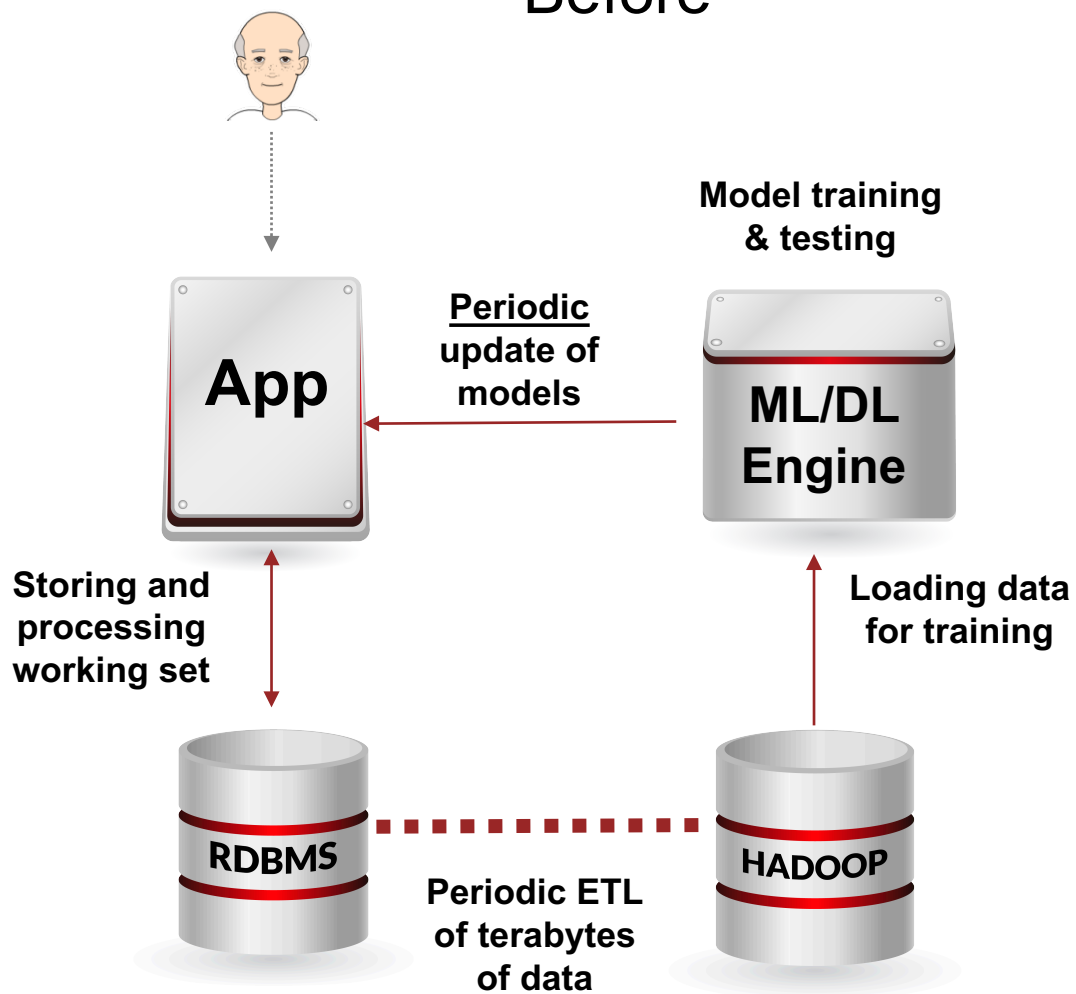 Before
Model training
& testing
Periodic
update of
models
App
ML/DL
Engine
Storing and
processing
working set
Loading data
for training
RDBMS
HADOOP
Periodic ETL
of terabytes
of data